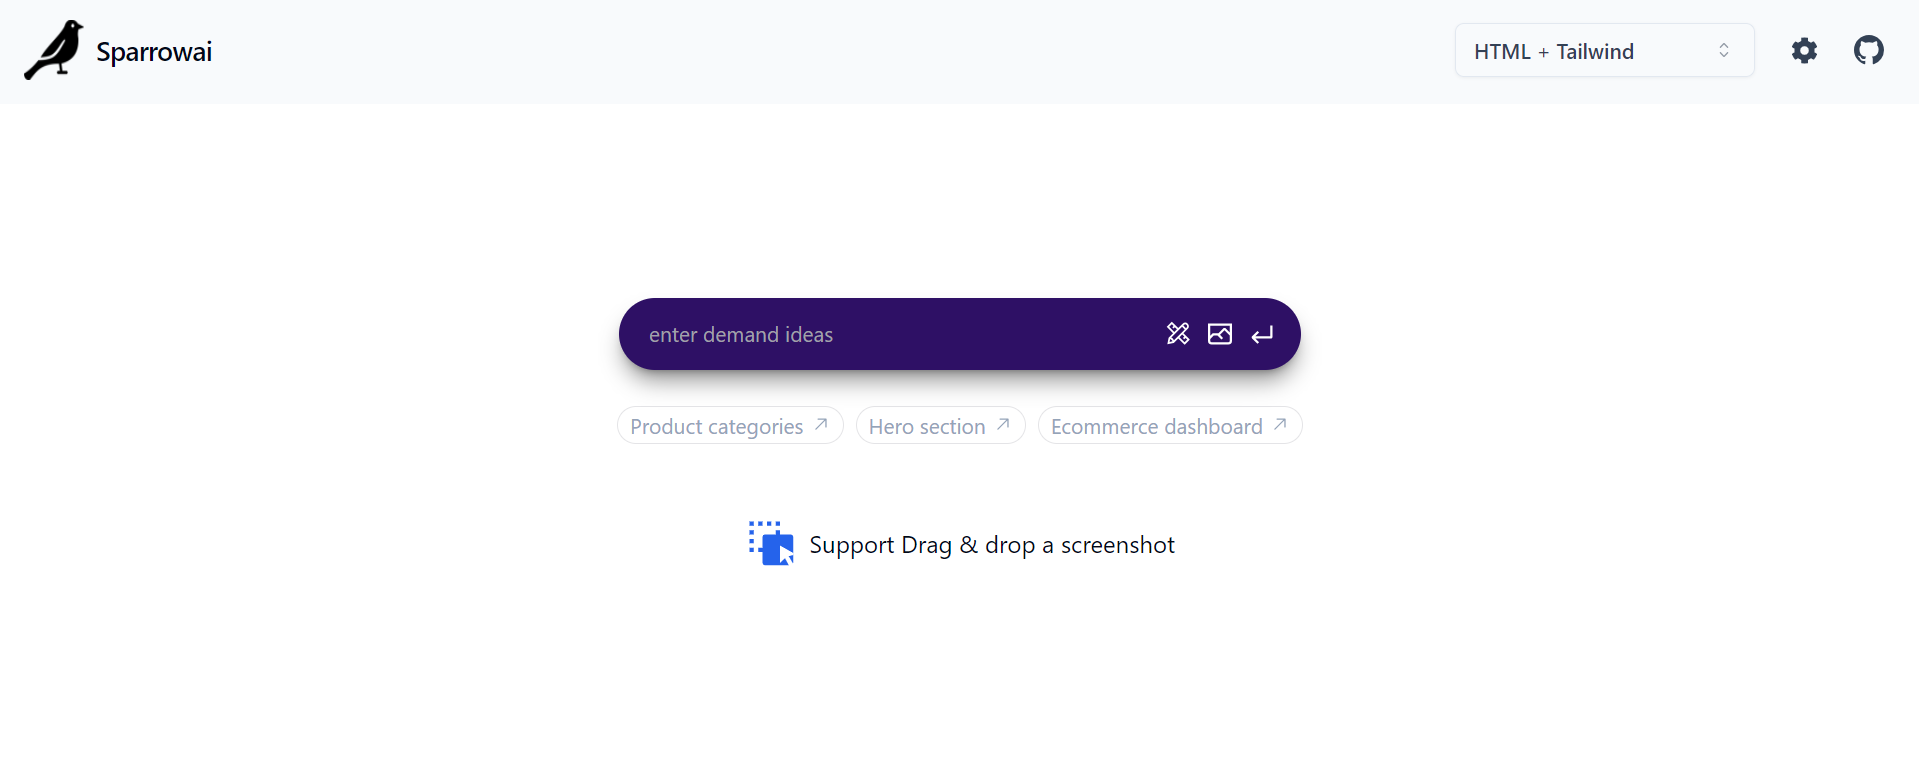 Sparrowai
HTML + Tailwind
enter demand ideas
Product categories
Hero section
Ecommerce dashboard
Support Drag & drop a screenshot